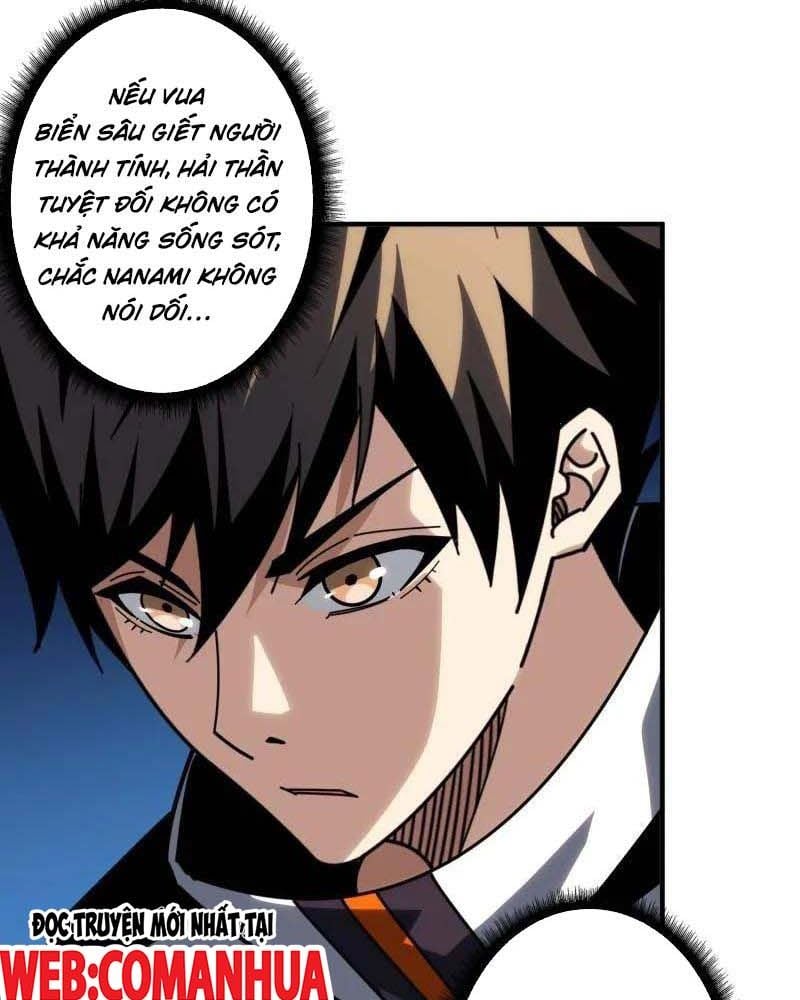 NẾU VUA
BIỂN SÂU GIẾT NGƯỜI
THÀNH TÍNH, HẢI THẦN
TUYỆT ĐỐI KHÔNG CÓ
KHẢ NĂNG SỐNG SÓT,
CHẮC NANAMI KHÔNG
NÓI DỐI...
ĐỌC TRUYỆN MỚI NHẤT TẠI
WEB:COMANHUA